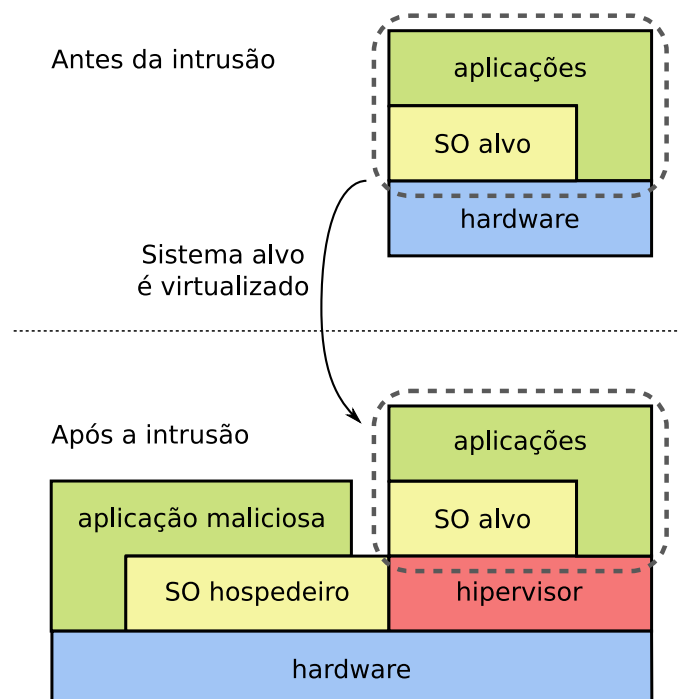 Antes da intrusão
aplicações
SO alvo
hardware
Sistema alvo
é virtualizado
Após a intrusão
aplicações
aplicação maliciosa
SO alvo
SO hospedeiro
hipervisor
hardware